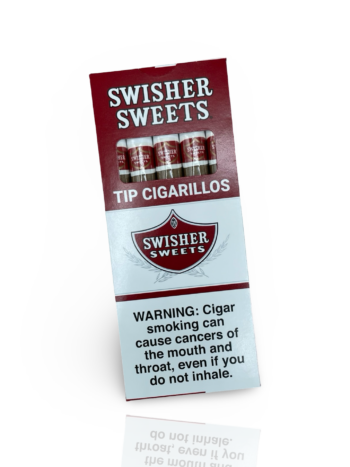 SWISHER
SWEETS
TIP CIGARILLOS
SWISHER
SWEETS
WARNING: Cigar
smoking can
cause cancers of
the mouth and
throat, even if you
do not inhale.